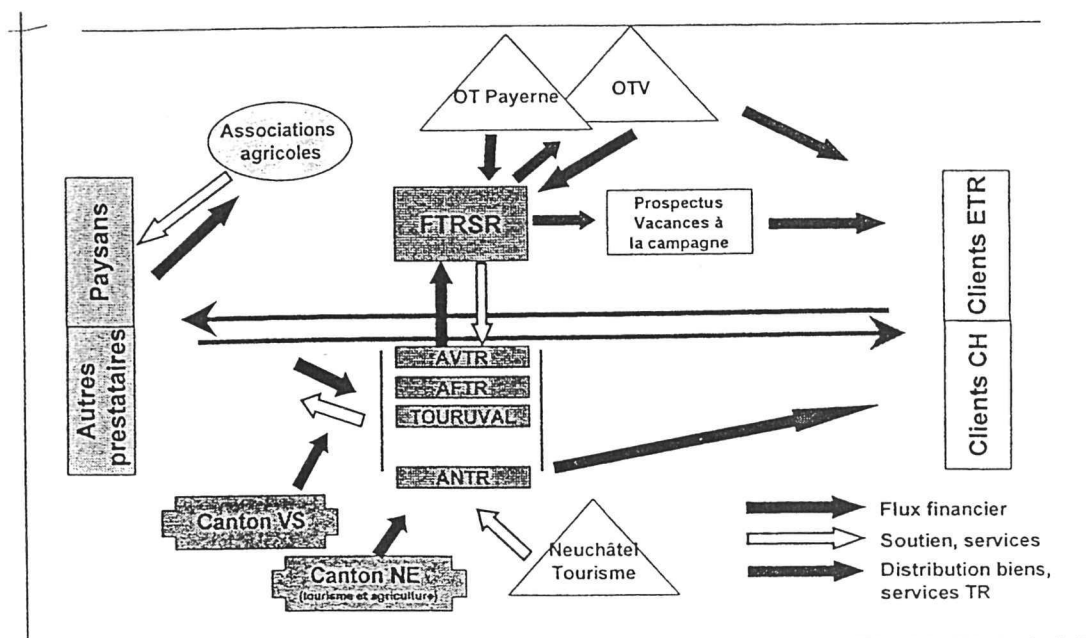 OT Payerne
OTV
Associations
agricoles
Paysans
Autres
prestataires
FTRSR
Prospectus
Vacances à
la campagne
Clients ETR
Clients CH
AVTR
AFTR
TOURUVAL
ANTR
Canton VS
Canton NE
(tourisme et agriculture)
Neuchâtel
Tourisme
Flux financier
Soutien, services
Distribution biens,
services TR